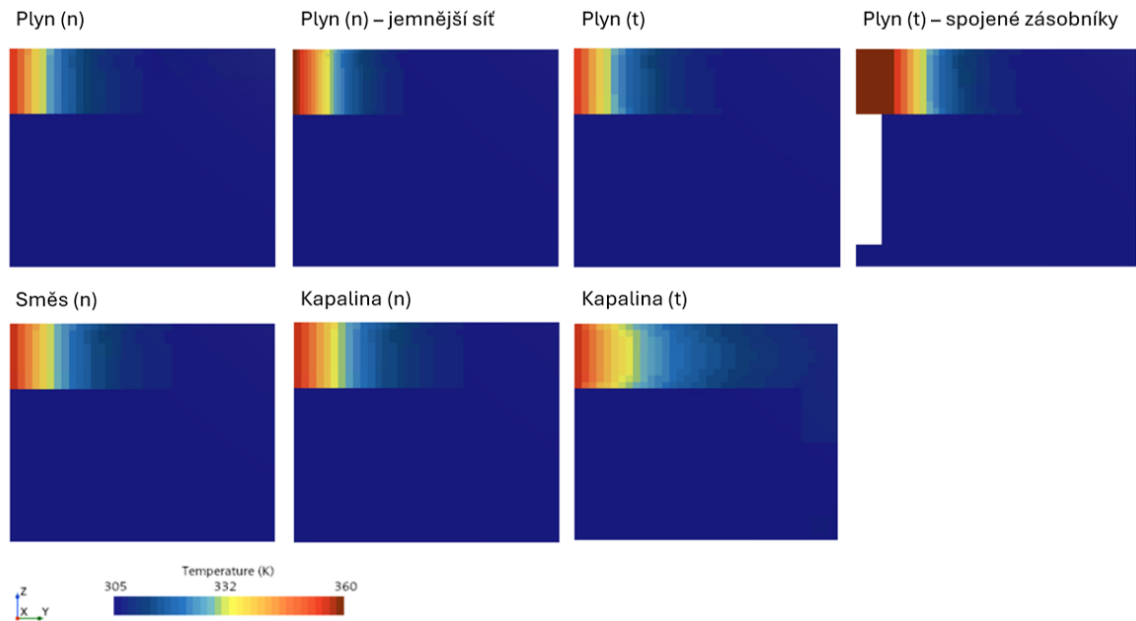 Plyn (n)
Plyn (n) – jemnější síť
Plyn (t)
Plyn (t) – spojené zásobníky
Směs (n)
Kapalina (n)
Kapalina (t)
Temperature (K)
305 332 360
Z
X Y